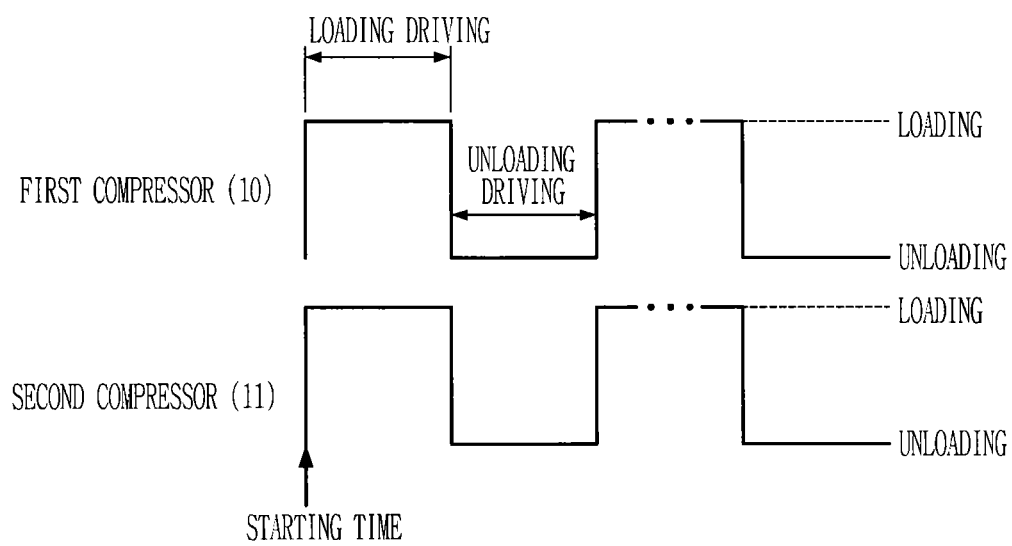 LOADING DRIVING
LOADING
UNLOADING
DRIVING
FIRST COMPRESSOR (10)
UNLOADING
LOADING
SECOND COMPRESSOR (11)
UNLOADING
STARTING TIME